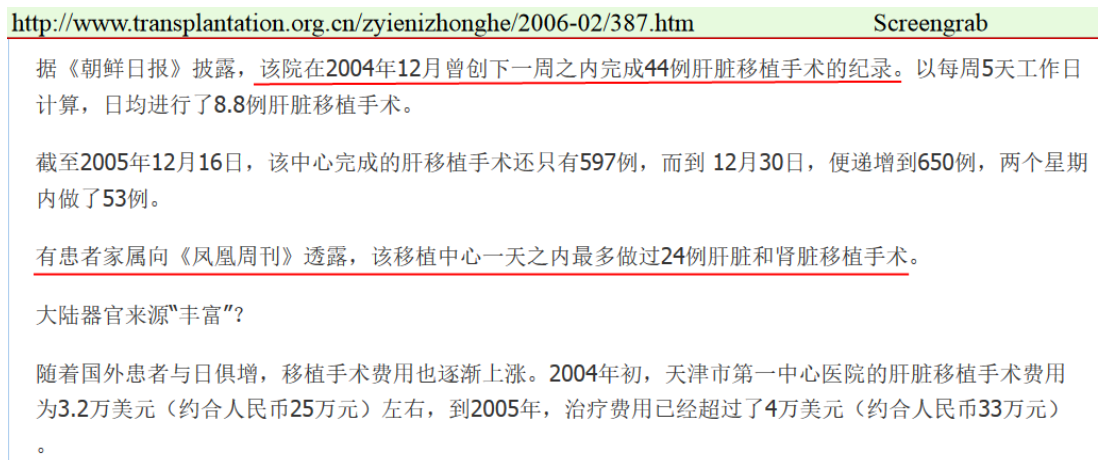 http://www.transplantation.org.cn/zyienizhonghe/2006-02/387.htm Screengrab
据《朝鲜日报》披露，该院在2004年12月曾创下一周之内完成44例肝脏移植手术的纪录。以每周5天工作日
计算，日均进行了8.8例肝脏移植手术。
截至2005年12月16日，该中心完成的肝移植手术还只有597例，而到 12月30日，便递增到650例，两个星期
内做了53例。
有患者家属向《凤凰周刊》透露，该移植中心一天之内最多做过24例肝脏和肾脏移植手术。
大陆器官来源“丰富”？
随着国外患者与日俱增，移植手术费用也逐渐上涨。2004年初，天津市第一中心医院的肝脏移植手术费用
为3.2万美元（约合人民币25万元）左右，到2005年，治疗费用已经超过了4万美元（约合人民币33万元）
。